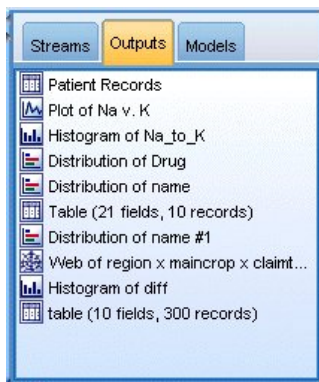 Streams Outputs Models
Patient Records
Plot of Na v. K
Histogram of Na_to_K
Distribution of Drug
Distribution of name
Table (21 fields, 10 records)
Distribution of name #1
Web of region x maincrop x claimt...
Histogram of diff
table (10 fields, 300 records)